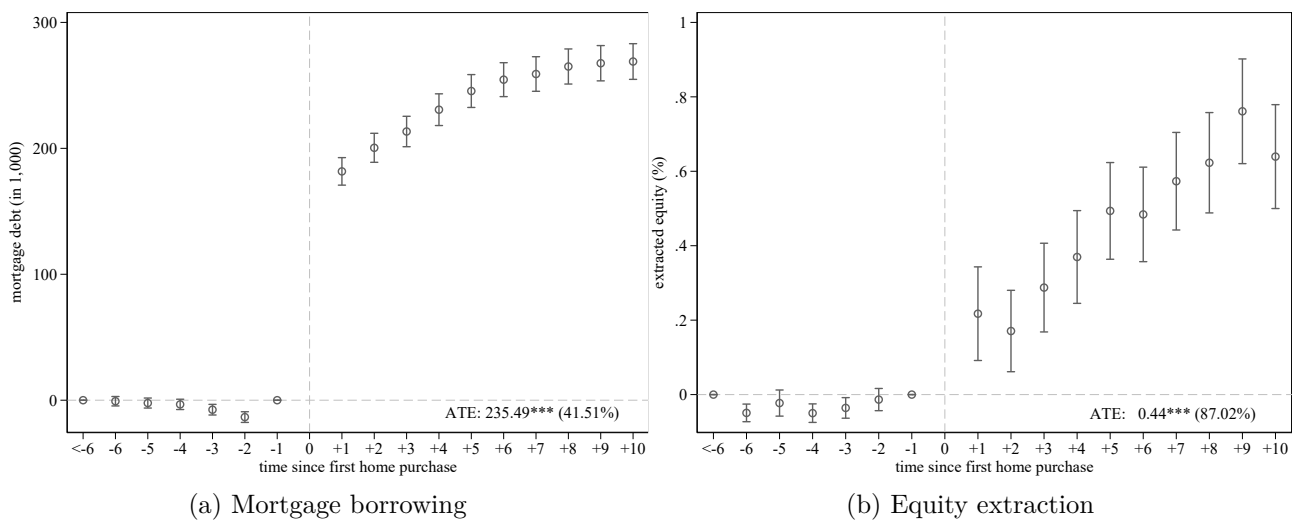 mortgage debt (in 1,000)
300
200
100
0
ATE: 235.49*** (41.51%)
<-6 -6 -5 -4 -3 -2 -1 0 +1 +2 +3 +4 +5 +6 +7 +8 +9 +10
time since first home purchase
(a) Mortgage borrowing
extracted equity (%)
1
.8
.6
.4
.2
0
ATE: 0.44*** (87.02%)
<-6 -6 -5 -4 -3 -2 -1 0 +1 +2 +3 +4 +5 +6 +7 +8 +9 +10
time since first home purchase
(b) Equity extraction